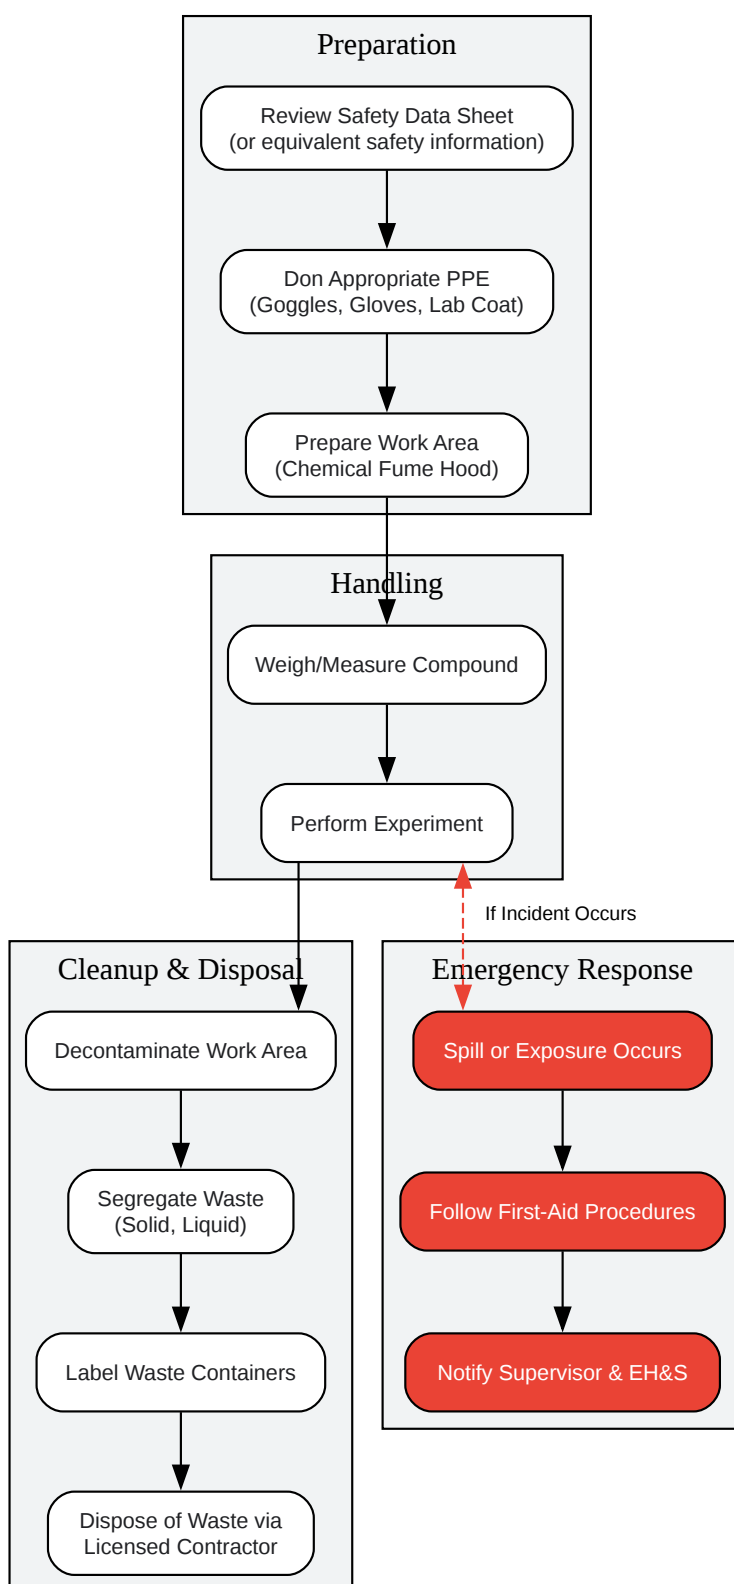 Preparation
Review Safety Data Sheet
(or equivalent safety information)
Don Appropriate PPE
(Goggles, Gloves, Lab Coat)
Prepare Work Area
(Chemical Fume Hood)
Handling
Weigh/Measure Compound
Perform Experiment
If Incident Occurs
Cleanup & Disposal
Decontaminate Work Area
Segregate Waste
(Solid, Liquid)
Label Waste Containers
Dispose of Waste via
Licensed Contractor
Emergency Response
Spill or Exposure Occurs
Follow First-Aid Procedures
Notify Supervisor & EH&S